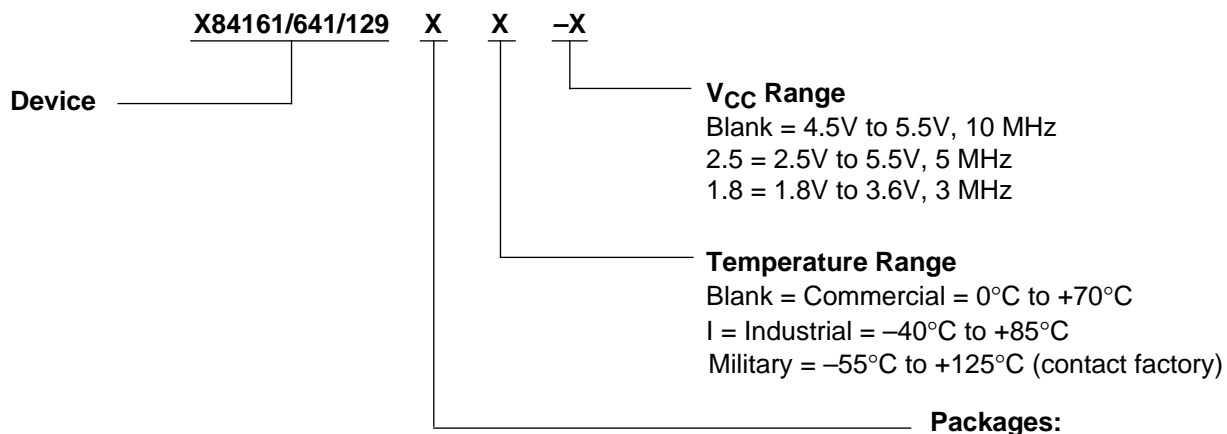 X84161/641/129 X X –X
Device
VCC Range
Blank = 4.5V to 5.5V, 10 MHz
2.5 = 2.5V to 5.5V, 5 MHz
1.8 = 1.8V to 3.6V, 3 MHz
Temperature Range
Blank = Commercial = 0°C to +70°C
I = Industrial = –40°C to +85°C
Military = –55°C to +125°C (contact factory)
Packages: